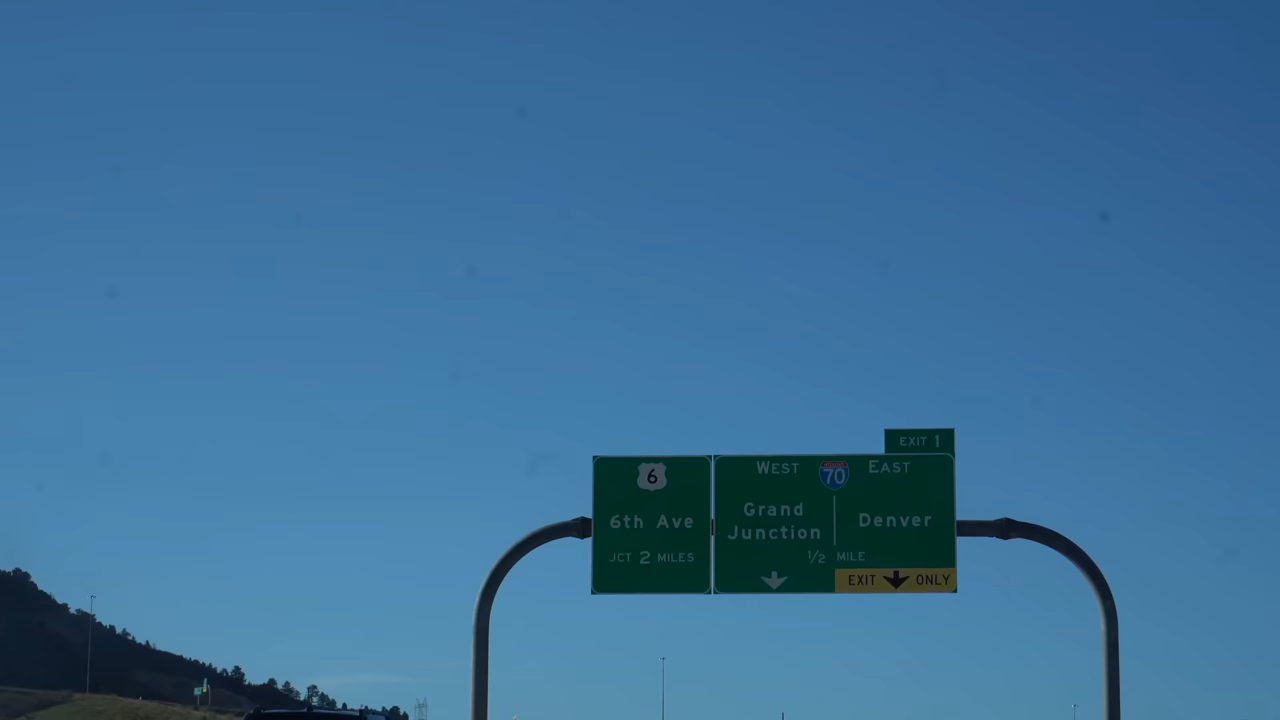 6
6th Ave
JCT 2 MILES
EXIT 1
WEST 70 EAST
Grand
Junction
Denver
1/2 MILE
EXIT ONLY